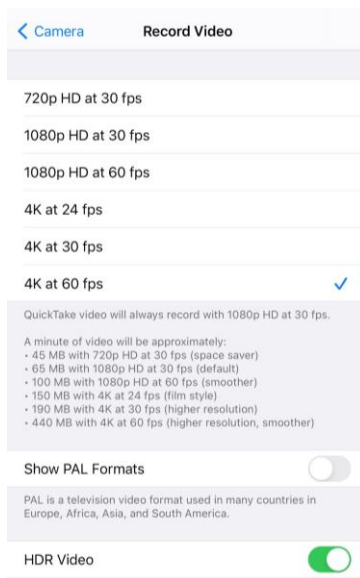 Camera
Record Video
720p HD at 30 fps
1080p HD at 30 fps
1080p HD at 60 fps
4K at 24 fps
4K at 30 fps
4K at 60 fps
QuickTake video will always record with 1080p HD at 30 fps.
A minute of video will be approximately:
• 45 MB with 720p HD at 30 fps (space saver)
• 65 MB with 1080p HD at 30 fps (default)
• 100 MB with 1080p HD at 60 fps (smoother)
• 150 MB with 4K at 24 fps (film style)
• 190 MB with 4K at 30 fps (higher resolution)
• 440 MB with 4K at 60 fps (higher resolution, smoother)
Show PAL Formats
PAL is a television video format used in many countries in
Europe, Africa, Asia, and South America.
HDR Video